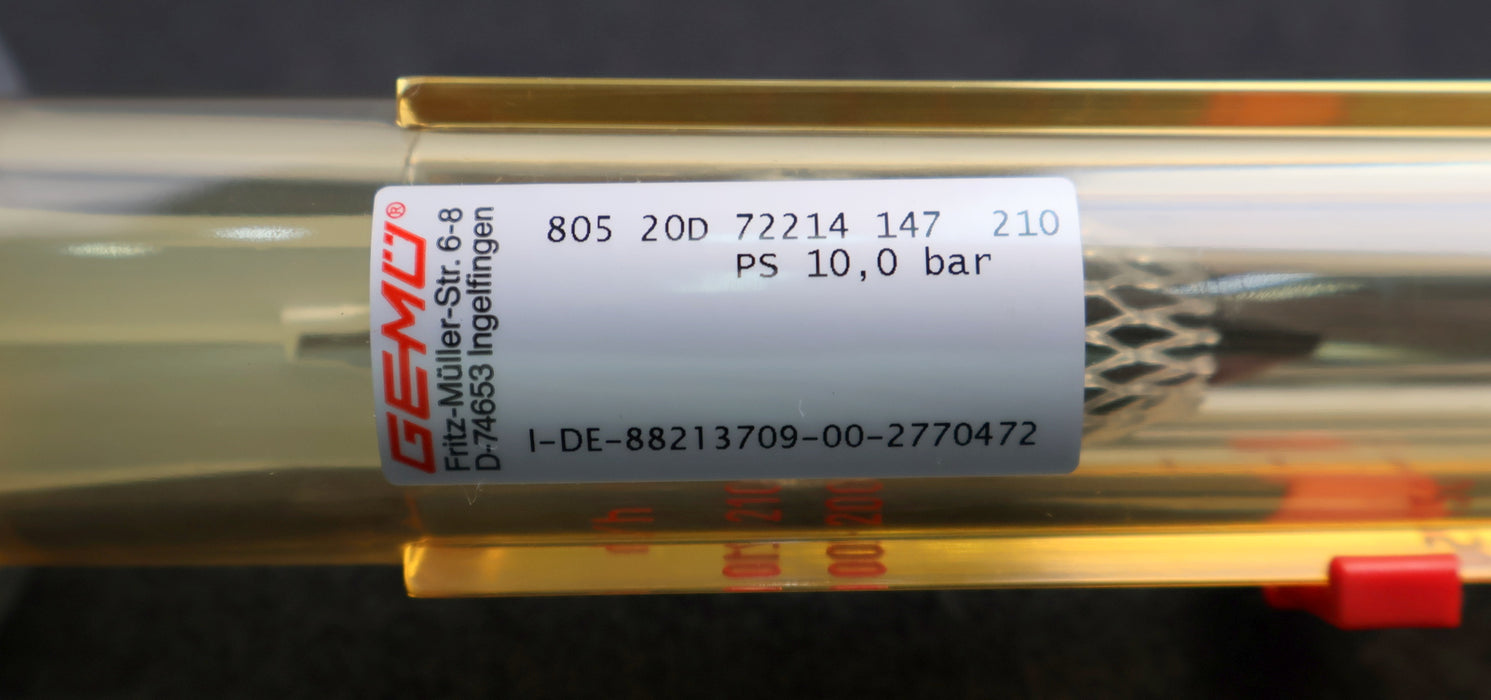 GEMÜ®
Fritz-Müller-Str. 6-8
D-74653 Ingelfingen
805 20D 72214 147 210
PS 10,0 bar
I-DE-88213709-00-2770472